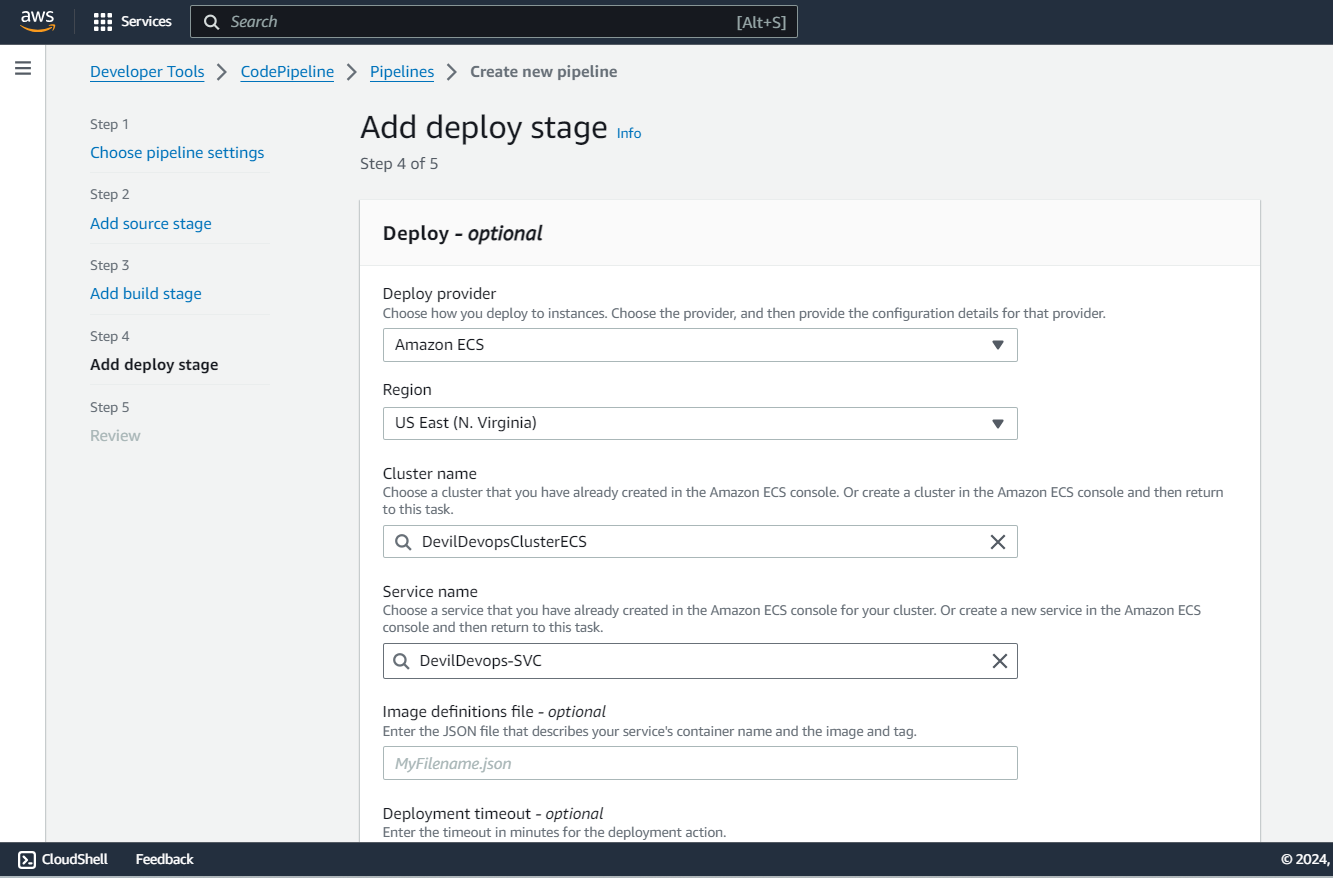 aws
Services
Search
[Alt+S]
Developer Tools
CodePipeline
Pipelines
Create new pipeline
Step 1
Choose pipeline settings
Step 2
Add source stage
Step 3
Add build stage
Step 4
Add deploy stage
Step 5
Review
Add deploy stage Info
Step 4 of 5
Deploy - optional
Deploy provider
Choose how you deploy to instances. Choose the provider, and then provide the configuration details for that provider.
Amazon ECS
Region
US East (N. Virginia)
Cluster name
Choose a cluster that you have already created in the Amazon ECS console. Or create a cluster in the Amazon ECS console and then return
to this task.
DevilDevopsClusterECS
Service name
Choose a service that you have already created in the Amazon ECS console for your cluster. Or create a new service in the Amazon ECS
console and then return to this task.
DevilDevops-SVC
Image definitions file - optional
Enter the JSON file that describes your service's container name and the image and tag.
MyFilename.json
Deployment timeout - optional
Enter the timeout in minutes for the deployment action.
CloudShell
Feedback
© 2024,